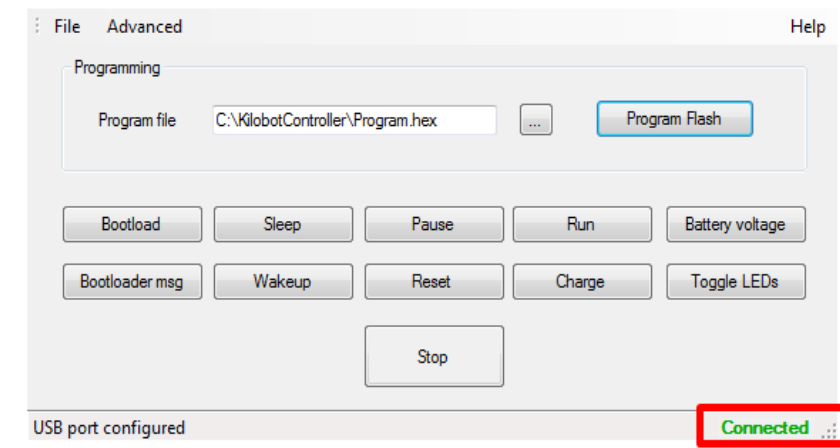 File Advanced Help
Programming
Program file C:\KilobotController\Program.hex ... Program Flash
Bootload Sleep Pause Run Battery voltage
Bootloader msg Wakeup Reset Charge Toggle LEDs
Stop
USB port configured Connected